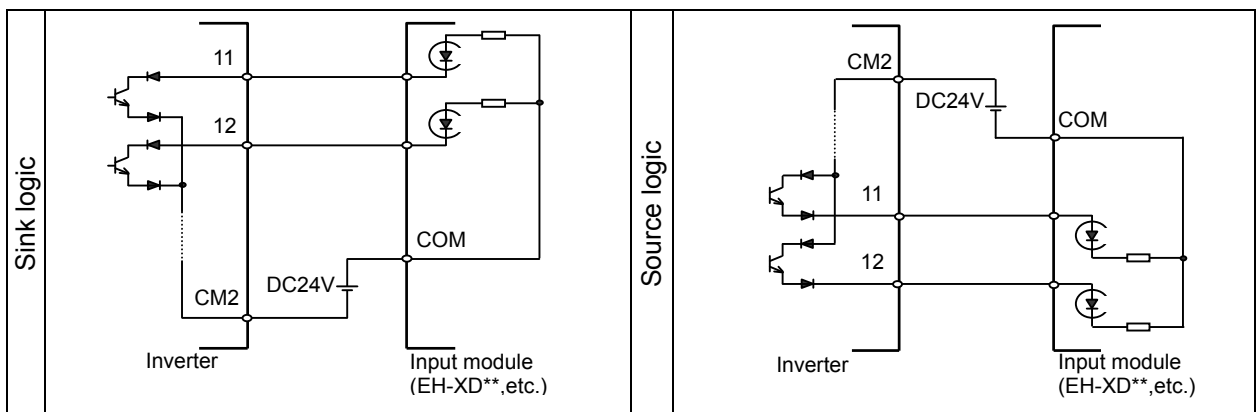 Sink logic
11
12
COM
DC24V
CM2
Inverter
Input module
(EH-XD**,etc.)
Source logic
CM2
DC24V
COM
11
12
Inverter
Input module
(EH-XD**,etc.)